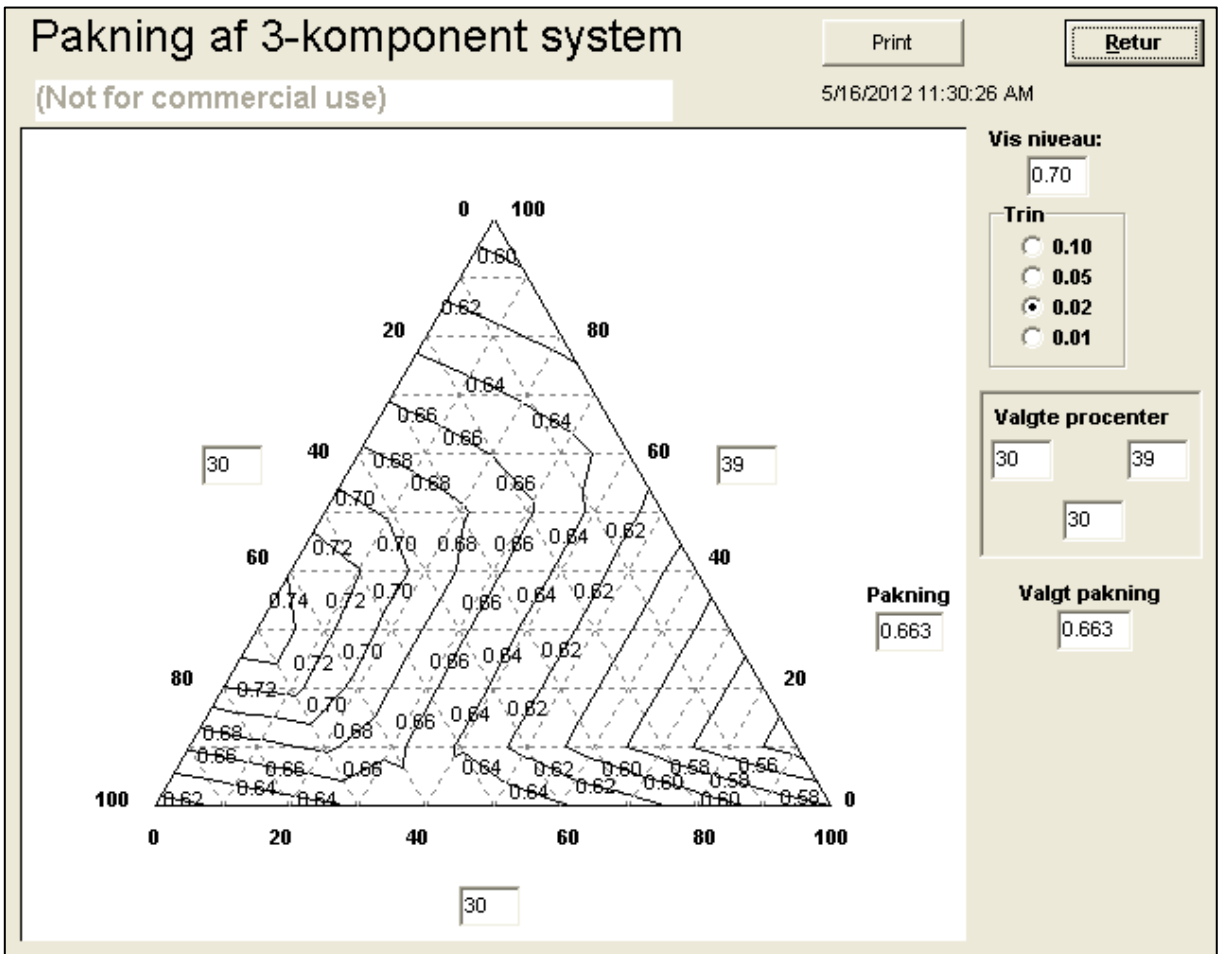 Pakning af 3-komponent system
Print
Retur
(Not for commercial use)
5/16/2012 11:30:26 AM
Vis niveau:
0.70
Trin
0.10
0.05
0.02
0.01
Valgte procenter
30 39
30
Valgt pakning
0.663
Pakning
0.663
0 100
0.60
0.62
20 80
0.64
0.66 0.64
0.66
40 60
30 39
0.68
0.68 0.66
0.70
0.72 0.70 0.68 0.66 0.64 0.62
60 40
0.74 0.72 0.70 0.66 0.64 0.62
0.72 0.70 0.66 0.64 0.62
80 20
0.72
0.70 0.66 0.64 0.62
0.68 0.68
0.66 0.66 0.66 0.64 0.62 0.60 0.58 0.56
0.64 0.64 0.62 0.60 0.58
100 0.62 0.64 0.60 0.58 0
0 20 40 60 80 100
30